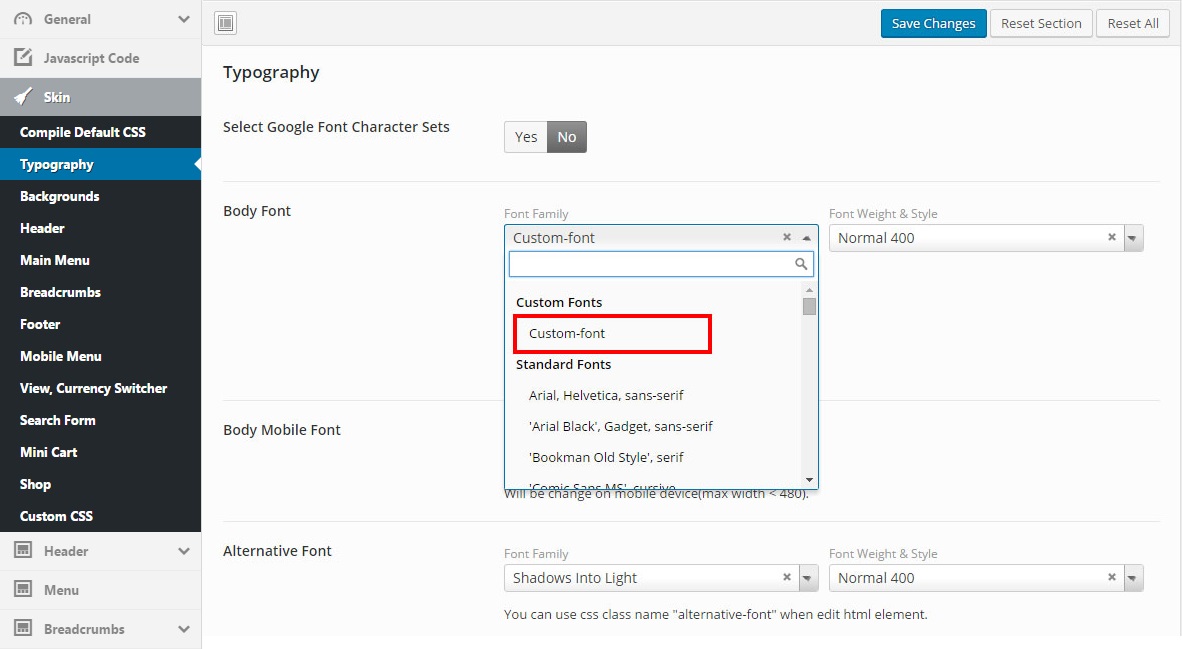 General
Javascript Code
Skin
Compile Default CSS
Typography
Backgrounds
Header
Main Menu
Breadcrumbs
Footer
Mobile Menu
View, Currency Switcher
Search Form
Mini Cart
Shop
Custom CSS
Header
Menu
Breadcrumbs
Save Changes Reset Section Reset All
Typography
Select Google Font Character Sets Yes No
Body Font
Font Family Font Weight & Style
Custom-font Normal 400
Custom Fonts
Custom-font
Standard Fonts
Arial, Helvetica, sans-serif
'Arial Black', Gadget, sans-serif
'Bookman Old Style', serif
'Comic Sans MS', cursive
Body Mobile Font
Will be change on mobile device(max width < 480).
Alternative Font
Font Family Font Weight & Style
Shadows Into Light Normal 400
You can use css class name "alternative-font" when edit html element.